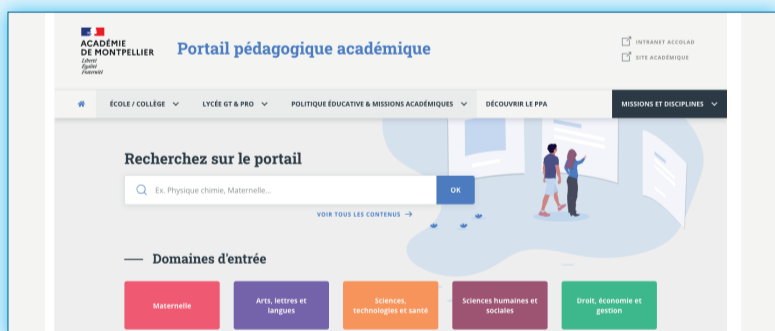 ACADÉMIE
DE MONTPELLIER
Liberté
Égalité
Fraternité
Portail pédagogique académique
INTRANET ACCOLAD
SITE ACADÉMIQUE
ÉCOLE / COLLÈGE
LYCÉE GT & PRO
POLITIQUE ÉDUCATIVE & MISSIONS ACADÉMIQUES
DÉCOUVRIR LE PPA
MISSIONS ET DISCIPLINES
Recherchez sur le portail
Ex. Physique chimie, Maternelle...
OK
VOIR TOUS LES CONTENUS
Domaines d'entrée
Maternelle
Arts, lettres et
langues
Sciences,
technologies et santé
Sciences humaines et
sociales
Droit, économie et
gestion